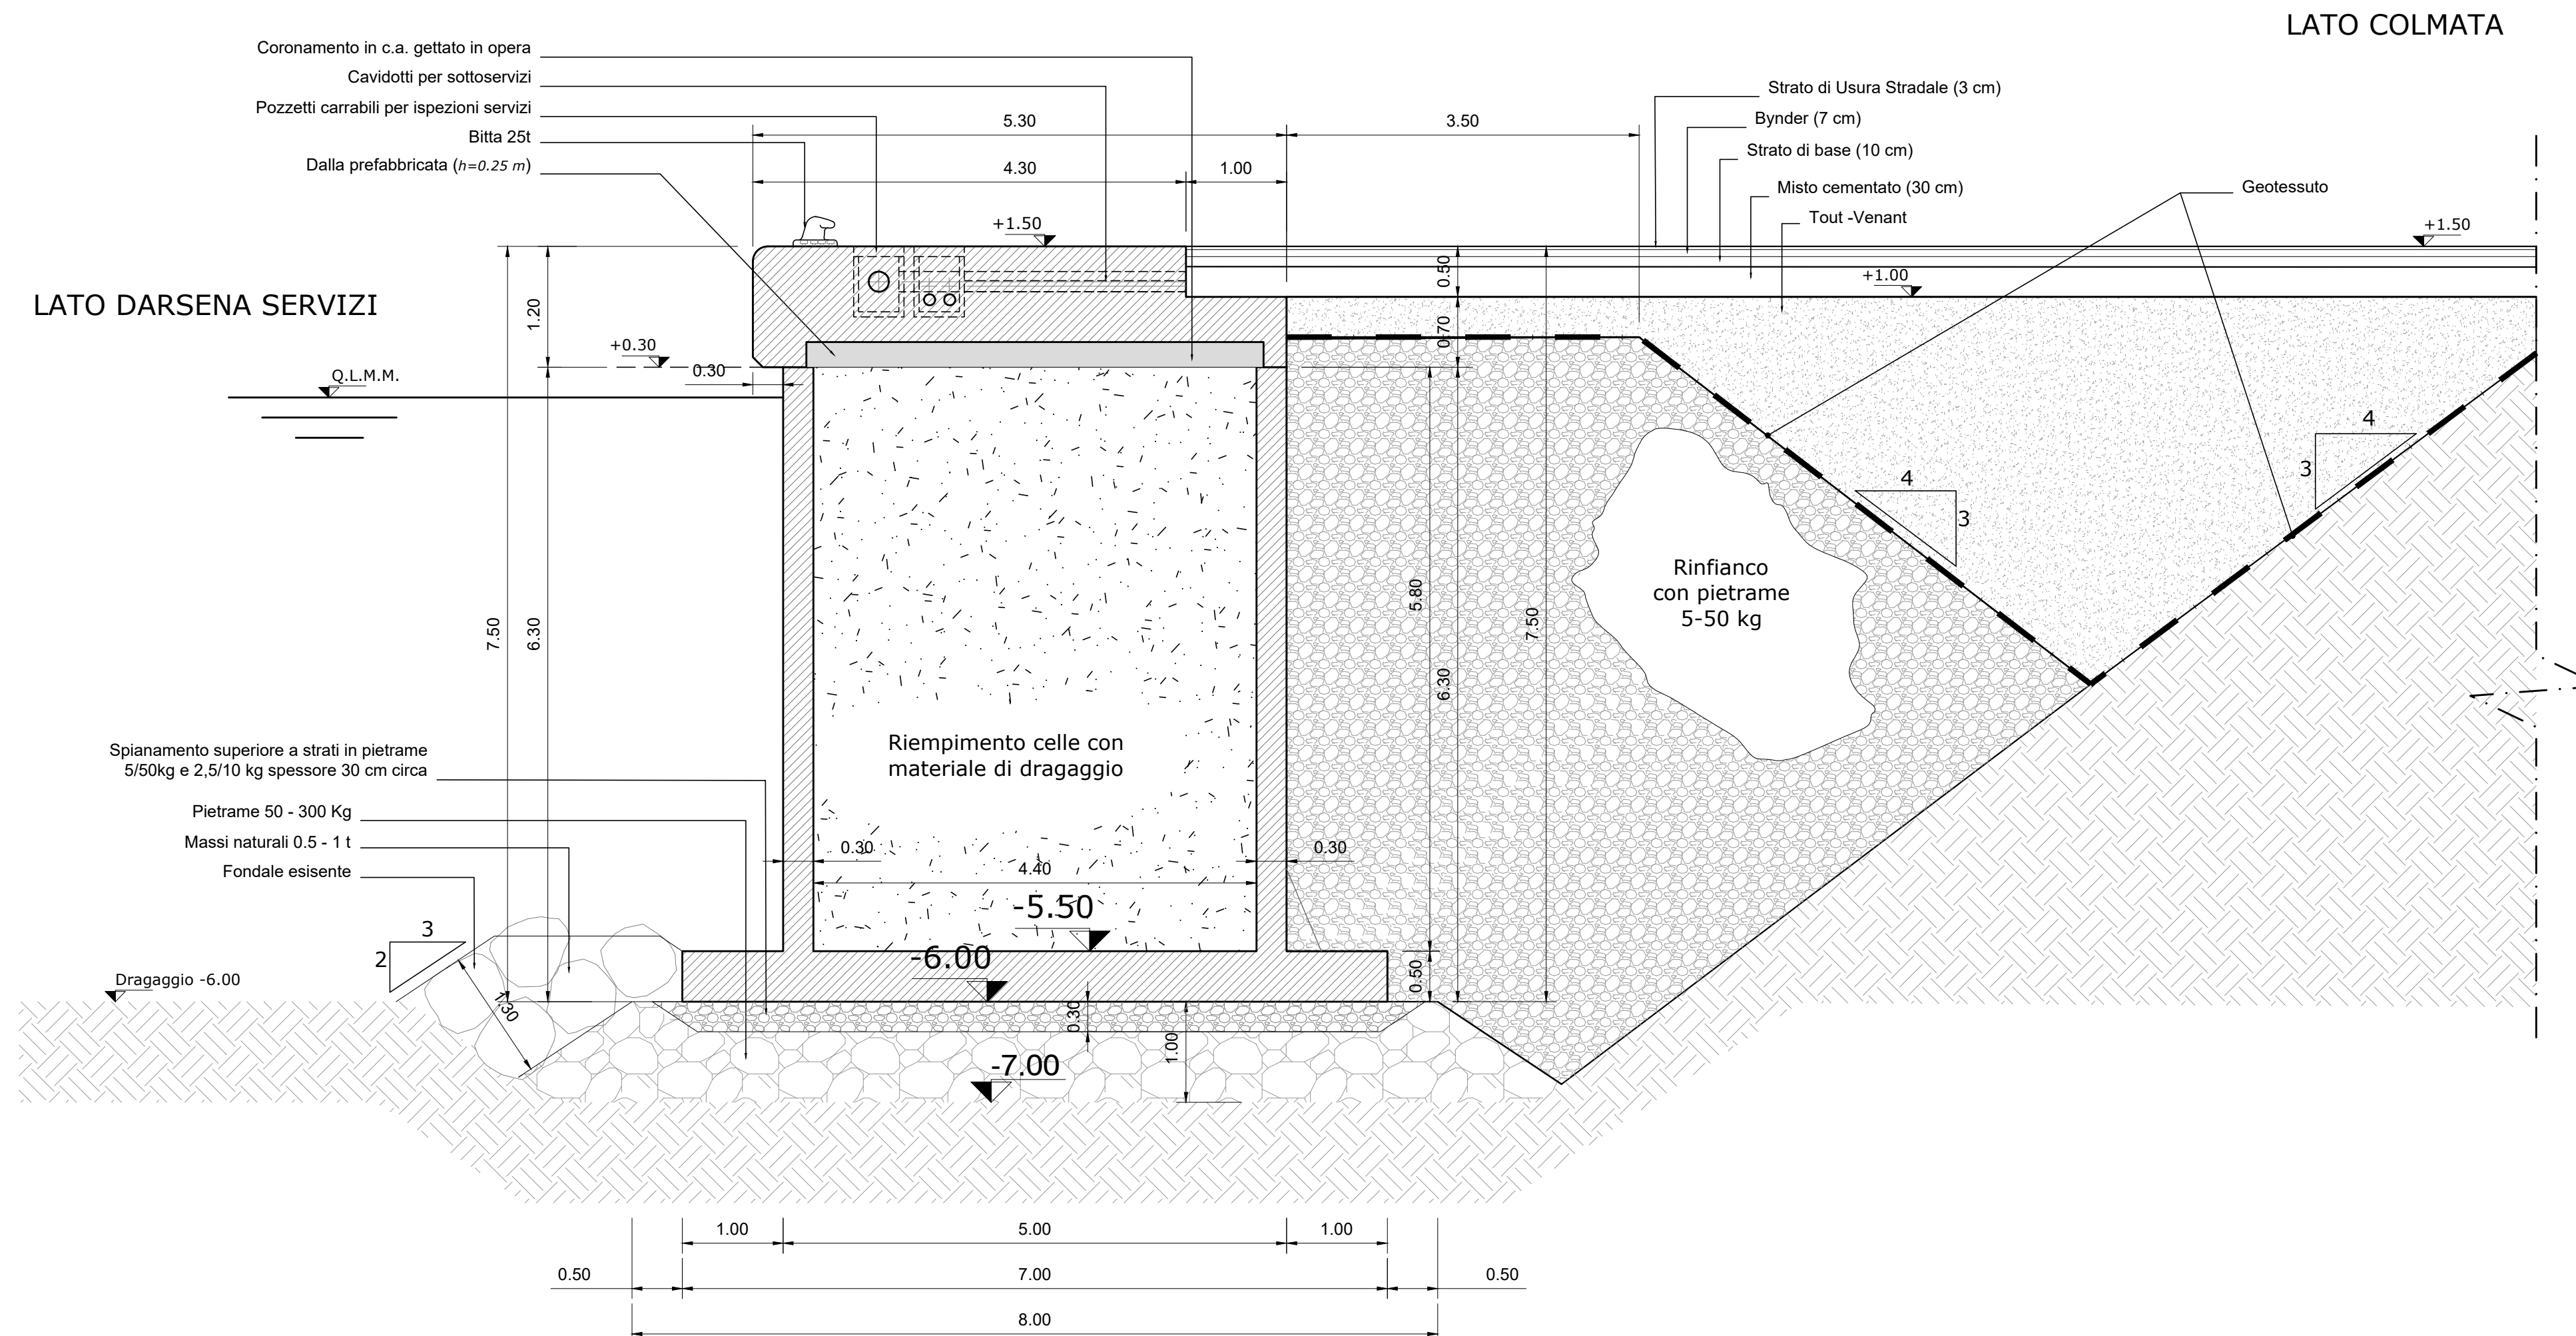 LATO COLMATA
Coronamento in c.a. gettato in opera
Cavidotti per sottoservizi
Pozzetti carrabili per ispezioni servizi
Bitta 25t
Dalla prefabbricata (h=0.25 m)
Strato di Usura Stradale (3 cm)
Bynder (7 cm)
Strato di base (10 cm)
Misto cementato (30 cm)
Tout -Venant
Geotessuto
5.30
3.50
4.30
1.00
+1.50
+1.50
+1.00
LATO DARSENA SERVIZI
1.20
0.50
0.70
+0.30
0.30
Q.L.M.M.
4
3
4
3
Rinfianco
con pietrame
5-50 kg
7.50
6.30
5.80
6.30
7.50
Riempimento celle con
materiale di dragaggio
Spianamento superiore a strati in pietrame
5/50kg e 2,5/10 kg spessore 30 cm circa
Pietrame 50 - 300 Kg
Massi naturali 0.5 - 1 t
Fondale esisente
0.30
0.30
4.40
-5.50
3
2
-6.00
0.50
Dragaggio -6.00
1.30
0.30
1.00
-7.00
1.00
5.00
1.00
0.50
7.00
0.50
8.00